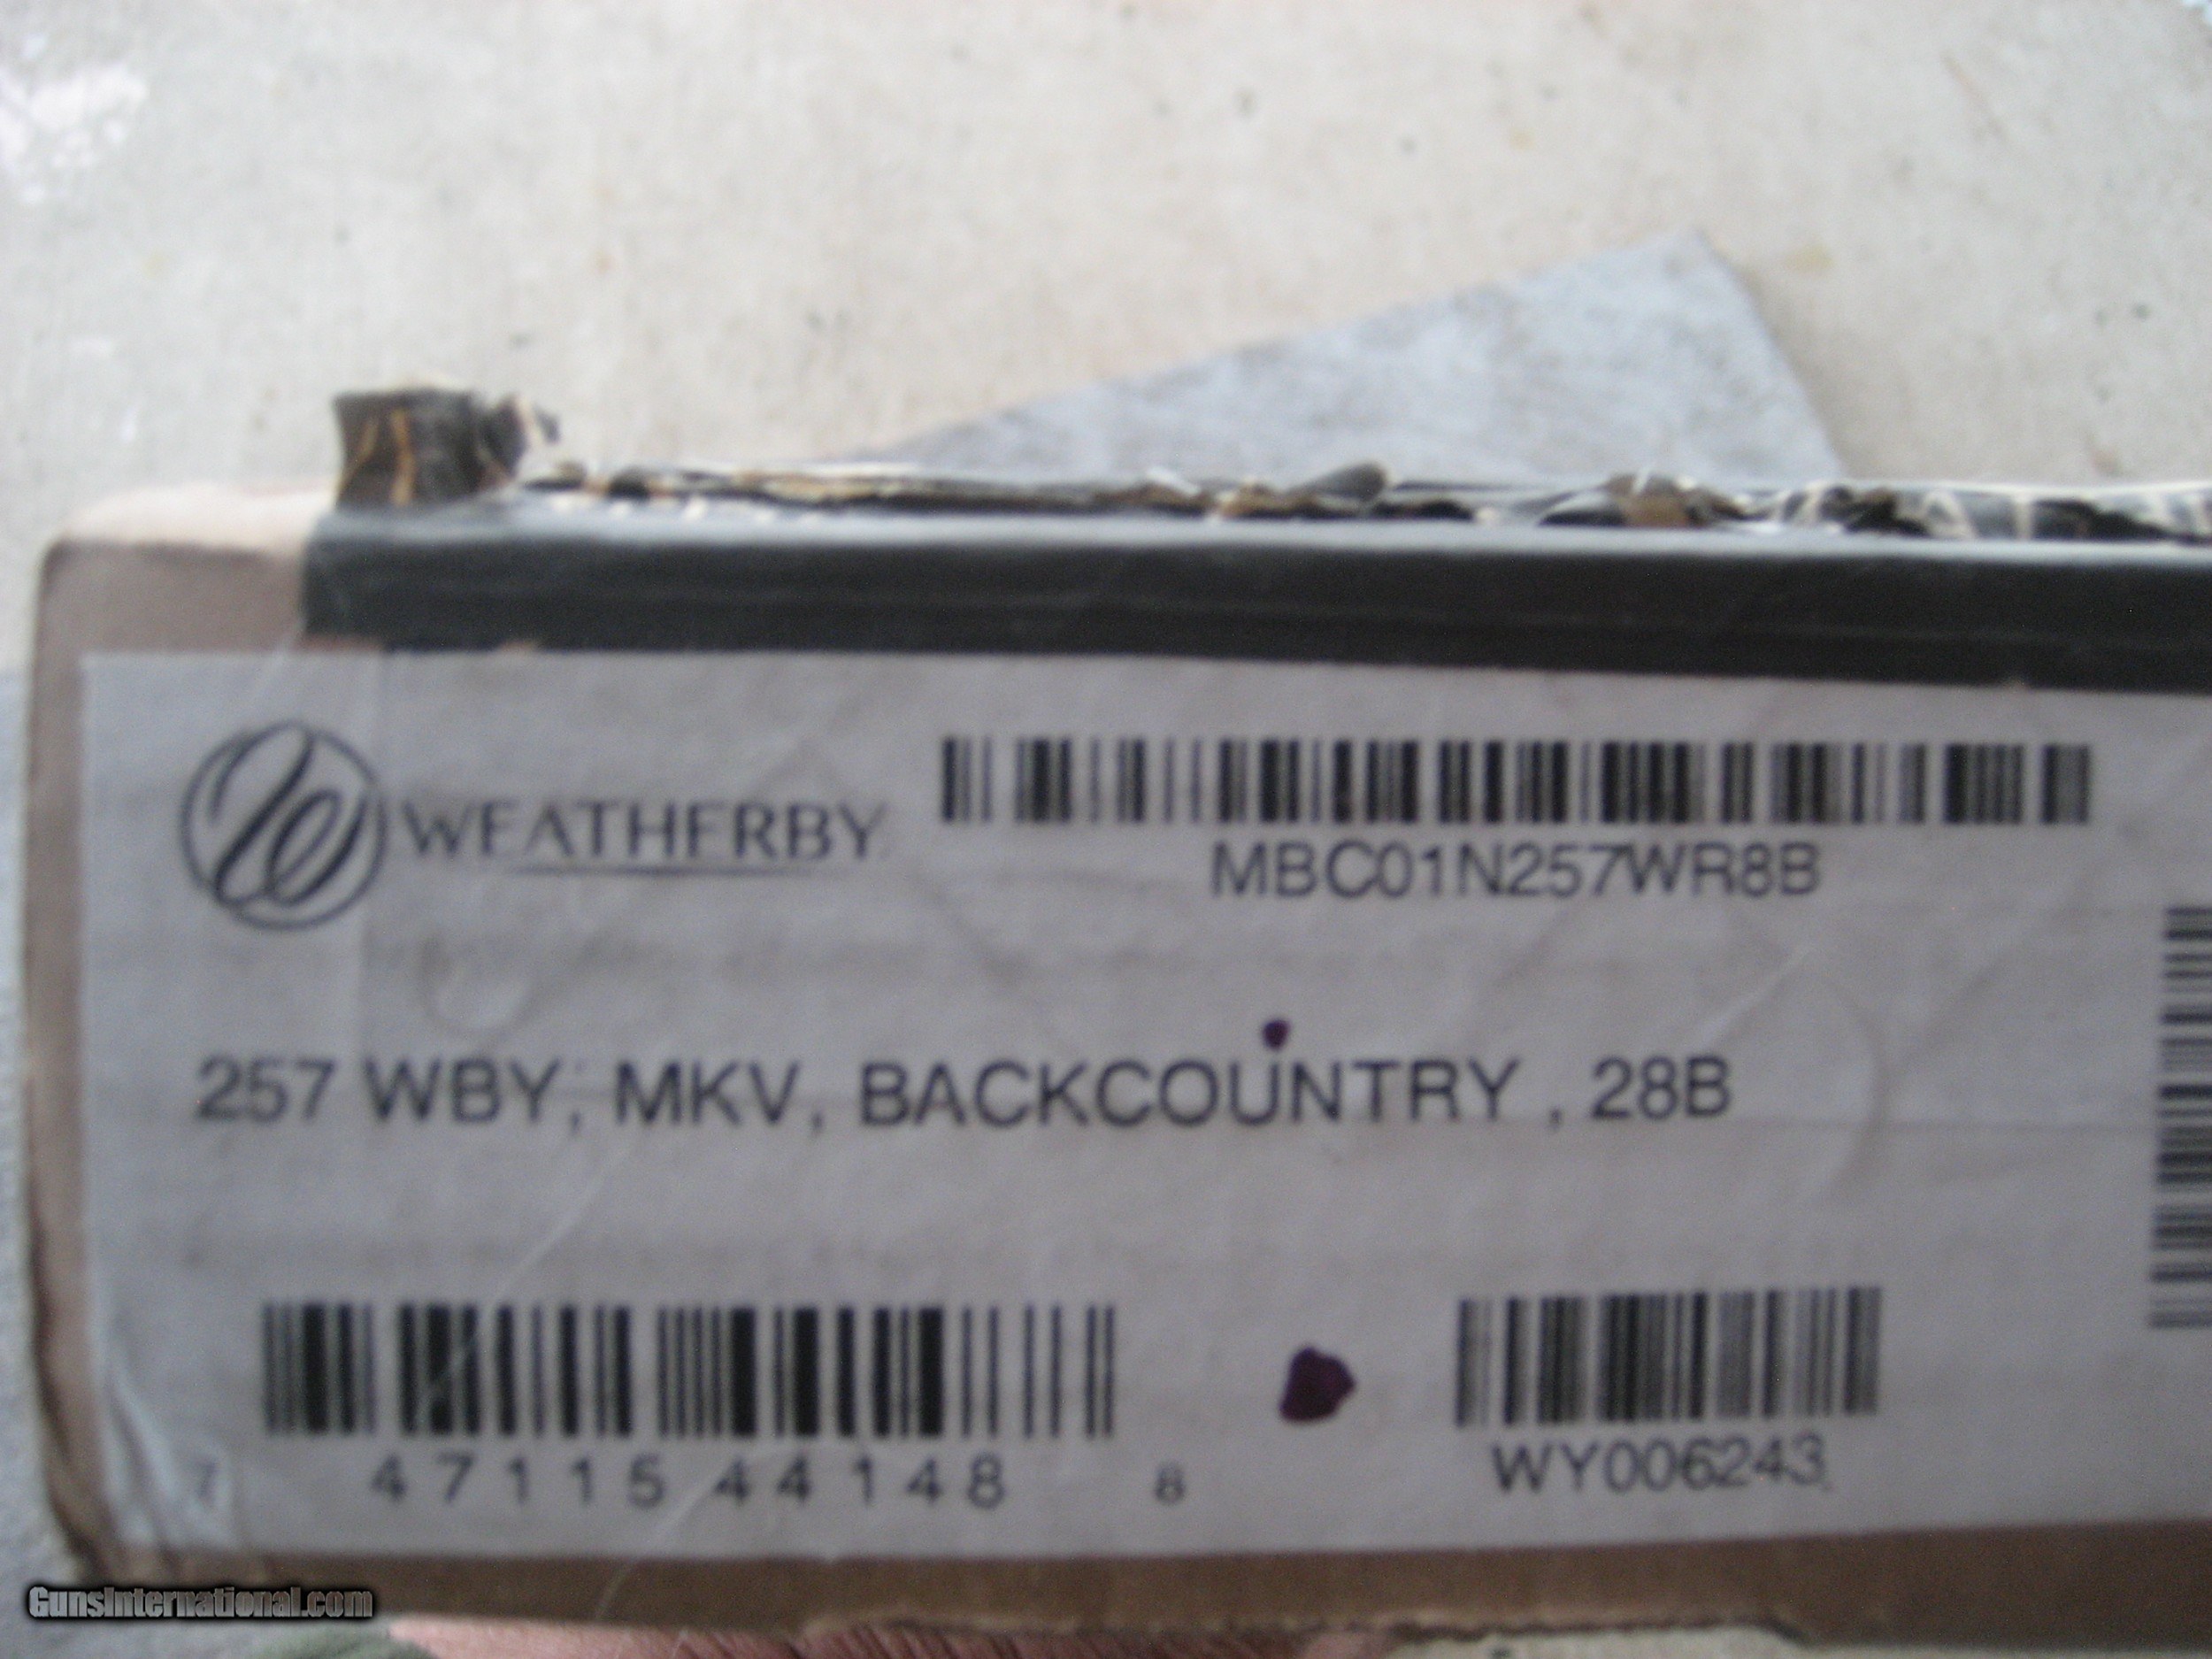 WEATHERBY
MBC01N257WR8B
257 WBY, MKV, BACKCOUNTRY , 28B
7 47115 44148 8
WY006243
GunsInternational.com